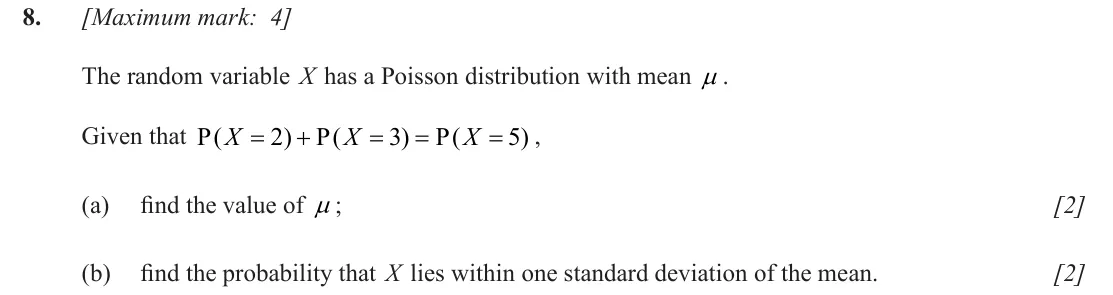 8. [Maximum mark: 4]
The random variable X has a Poisson distribution with mean μ .
Given that P(X = 2) + P(X = 3) = P(X = 5) ,
(a) find the value of μ ; [2]
(b) find the probability that X lies within one standard deviation of the mean. [2]